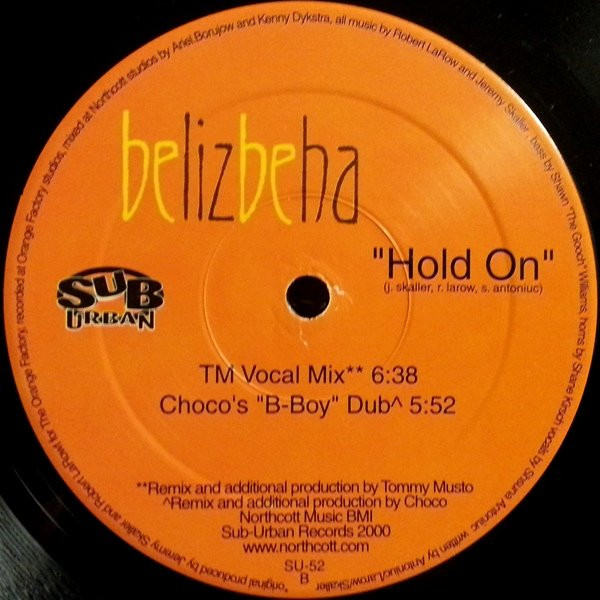 belizbeha
"Hold On"
(j. skaller, r. larow, s. antoniuc)
SUB
URBAN
TM Vocal Mix** 6:38
Choco's "B-Boy" Dub^ 5:52
**Remix and additional production by Tommy Musto
^Remix and additional production by Choco
Northcott Music BMI
Sub-Urban Records 2000
www.northcott.com
SU-52
B
*original produced by Jeremy Skaller and Robert LaRow for The Orange Factory, recorded at Orange Factory studios, mixed at Northcott studios by Ariel Borujow and Kenny Dykstra, all music by Robert LaRow and Jeremy Skaller, bass by Shawn "The Gooch" Williams, horns by Shane Kirsch vocals by Shauna Antoniuc written by Antoniuc/Larow/Skaller